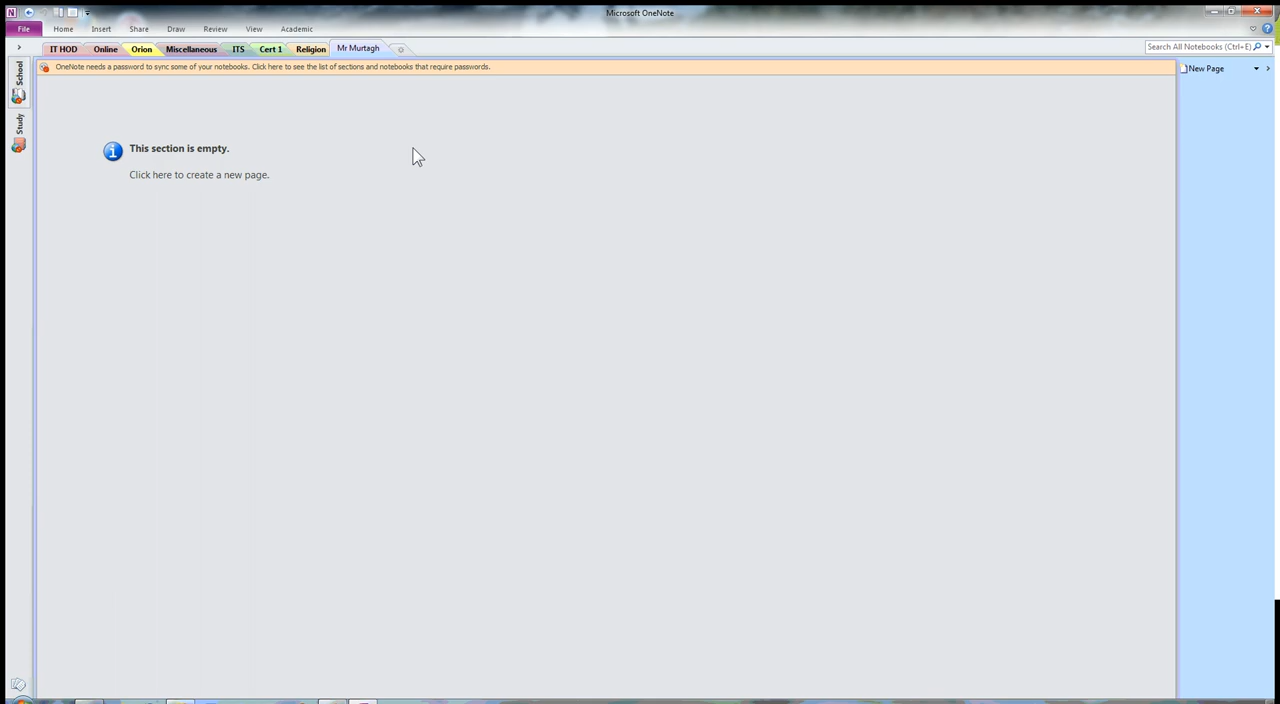 Microsoft OneNote
File Home Insert Share Draw Review View Academic
IT HOD Online Orion Miscellaneous ITS Cert 1 Religion Mr Murtagh
Search All Notebooks (Ctrl+E)
OneNote needs a password to sync some of your notebooks. Click here to see the list of sections and notebooks that require passwords.
New Page
School
Study
This section is empty.
Click here to create a new page.